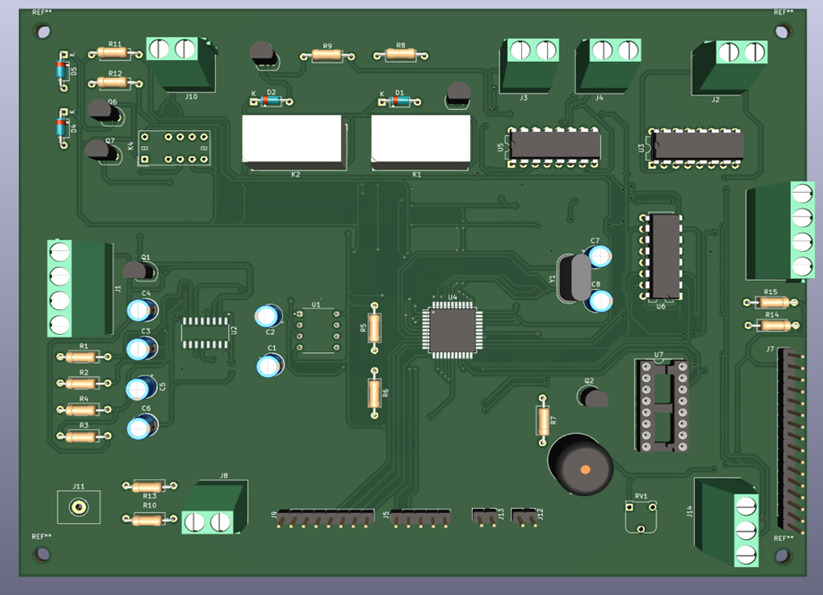 REF**
REF**
R11
K
D5
R12
J10
R9
R8
J3
J4
J2
K
D2
K
D1
K
D4
Q6
Q7
K4
K2
K1
U5
U3
J1
Q1
C4
C3
C5
C6
U2
C2
C1
U1
R5
R6
U4
Y1
C7
C8
U6
R15
R14
J7
R1
R2
R4
R3
U7
Q2
R7
J11
R13
R10
J8
J9
J5
J13
J12
RV1
J14
REF**
REF**